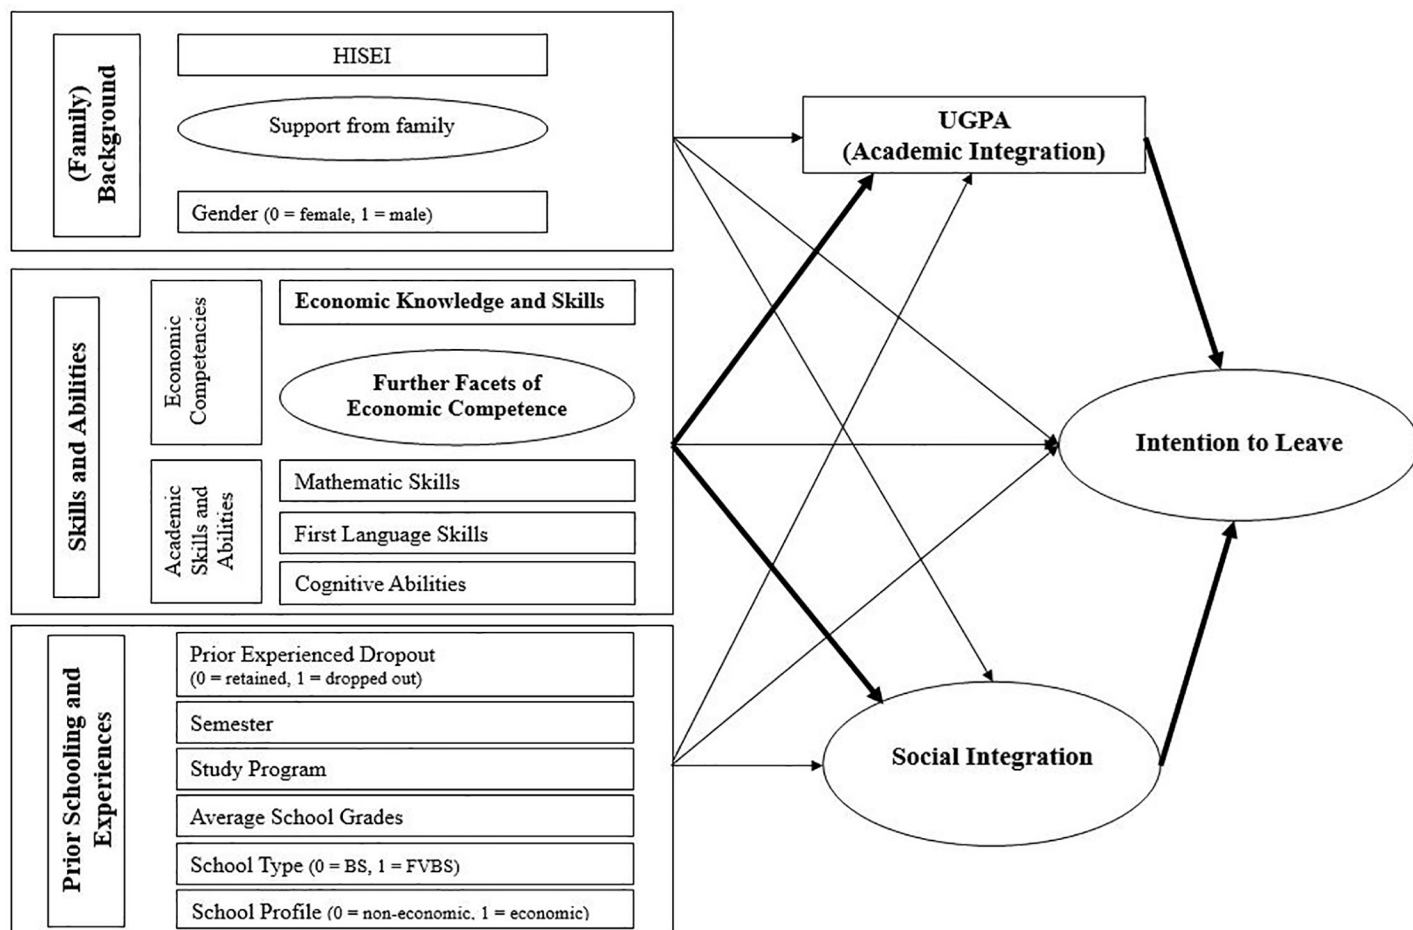 (Family)
Background
HISEI
Support from family
Gender (0 = female, 1 = male)
Skills and Abilities
Economic
Competencies
Economic Knowledge and Skills
Further Facets of
Economic Competence
Academic
Skills and
Abilities
Mathematic Skills
First Language Skills
Cognitive Abilities
Prior Schooling and
Experiences
Prior Experienced Dropout
(0 = retained, 1 = dropped out)
Semester
Study Program
Average School Grades
School Type (0 = BS, 1 = FVBS)
School Profile (0 = non-economic, 1 = economic)
UGPA
(Academic Integration)
Intention to Leave
Social Integration